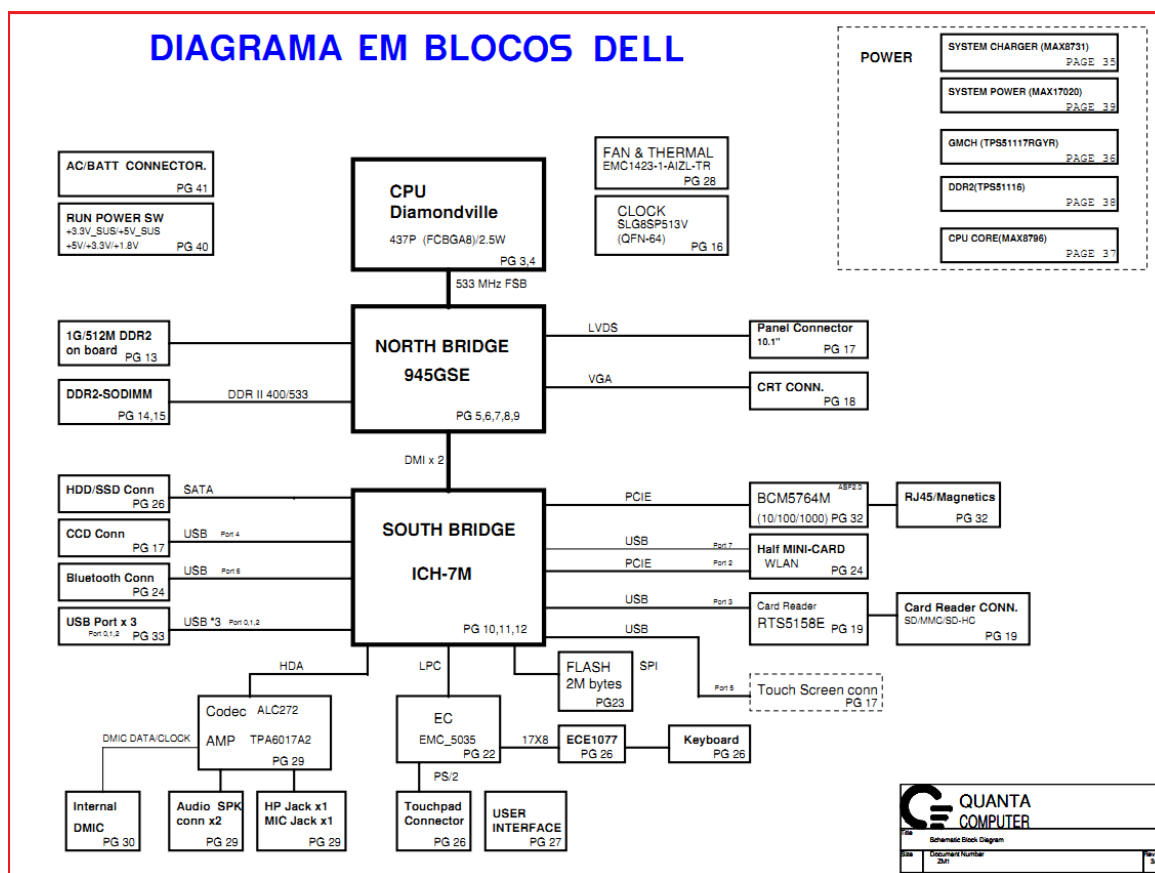 DIAGRAMA EM BLOCOS DELL
POWER
SYSTEM CHARGER (MAX8731)
PAGE 35
SYSTEM POWER (MAX17020)
PAGE 39
GMCH (TPS51117RGYR)
PAGE 36
DDR2(TPS51116)
PAGE 38
CPU CORE(MAX8796)
PAGE 37
AC/BATT CONNECTOR.
PG 41
RUN POWER SW
+3.3V_SUS/+5V_SUS
+5V/+3.3V/+1.8V
PG 40
CPU
Diamondville
437P (FCBGA8)/2.5W
PG 3,4
FAN & THERMAL
EMC1423-1-AIZL-TR
PG 28
CLOCK
SLG8SP513V
(QFN-64)
PG 16
533 MHz FSB
1G/512M DDR2
on board
PG 13
DDR2-SODIMM
PG 14,15
DDR II 400/533
NORTH BRIDGE
945GSE
PG 5,6,7,8,9
LVDS
Panel Connector
10.1"
PG 17
VGA
CRT CONN.
PG 18
DMI x 2
HDD/SSD Conn
PG 26
SATA
CCD Conn
PG 17
USB Port 4
Bluetooth Conn
PG 24
USB Port 6
USB Port x 3
Port 0,1,2
PG 33
USB *3 Port 0,1,2
SOUTH BRIDGE
ICH-7M
PG 10,11,12
PCIE
BCM5764M
(10/100/1000) PG 32
RJ45/Magnetics
PG 32
USB Port 7
PCIE Port 2
Half MINI-CARD
WLAN
PG 24
USB Port 3
Card Reader
RTS5158E
PG 19
Card Reader CONN.
SD/MMC/SD-HC
PG 19
USB
Port 5
Touch Screen conn
PG 17
HDA
LPC
FLASH
2M bytes
PG23
SPI
Codec ALC272
AMP TPA6017A2
PG 29
DMIC DATA/CLOCK
EC
EMC_5035
PG 22
17X8
ECE1077
PG 26
Keyboard
PG 26
PS/2
Internal
DMIC
PG 30
Audio SPK
conn x2
PG 29
HP Jack x1
MIC Jack x1
PG 29
Touchpad
Connector
PG 26
USER
INTERFACE
PG 27
QUANTA
COMPUTER
Title
Schematic Block Diagram
Size
Document Number
ZM1
Rev